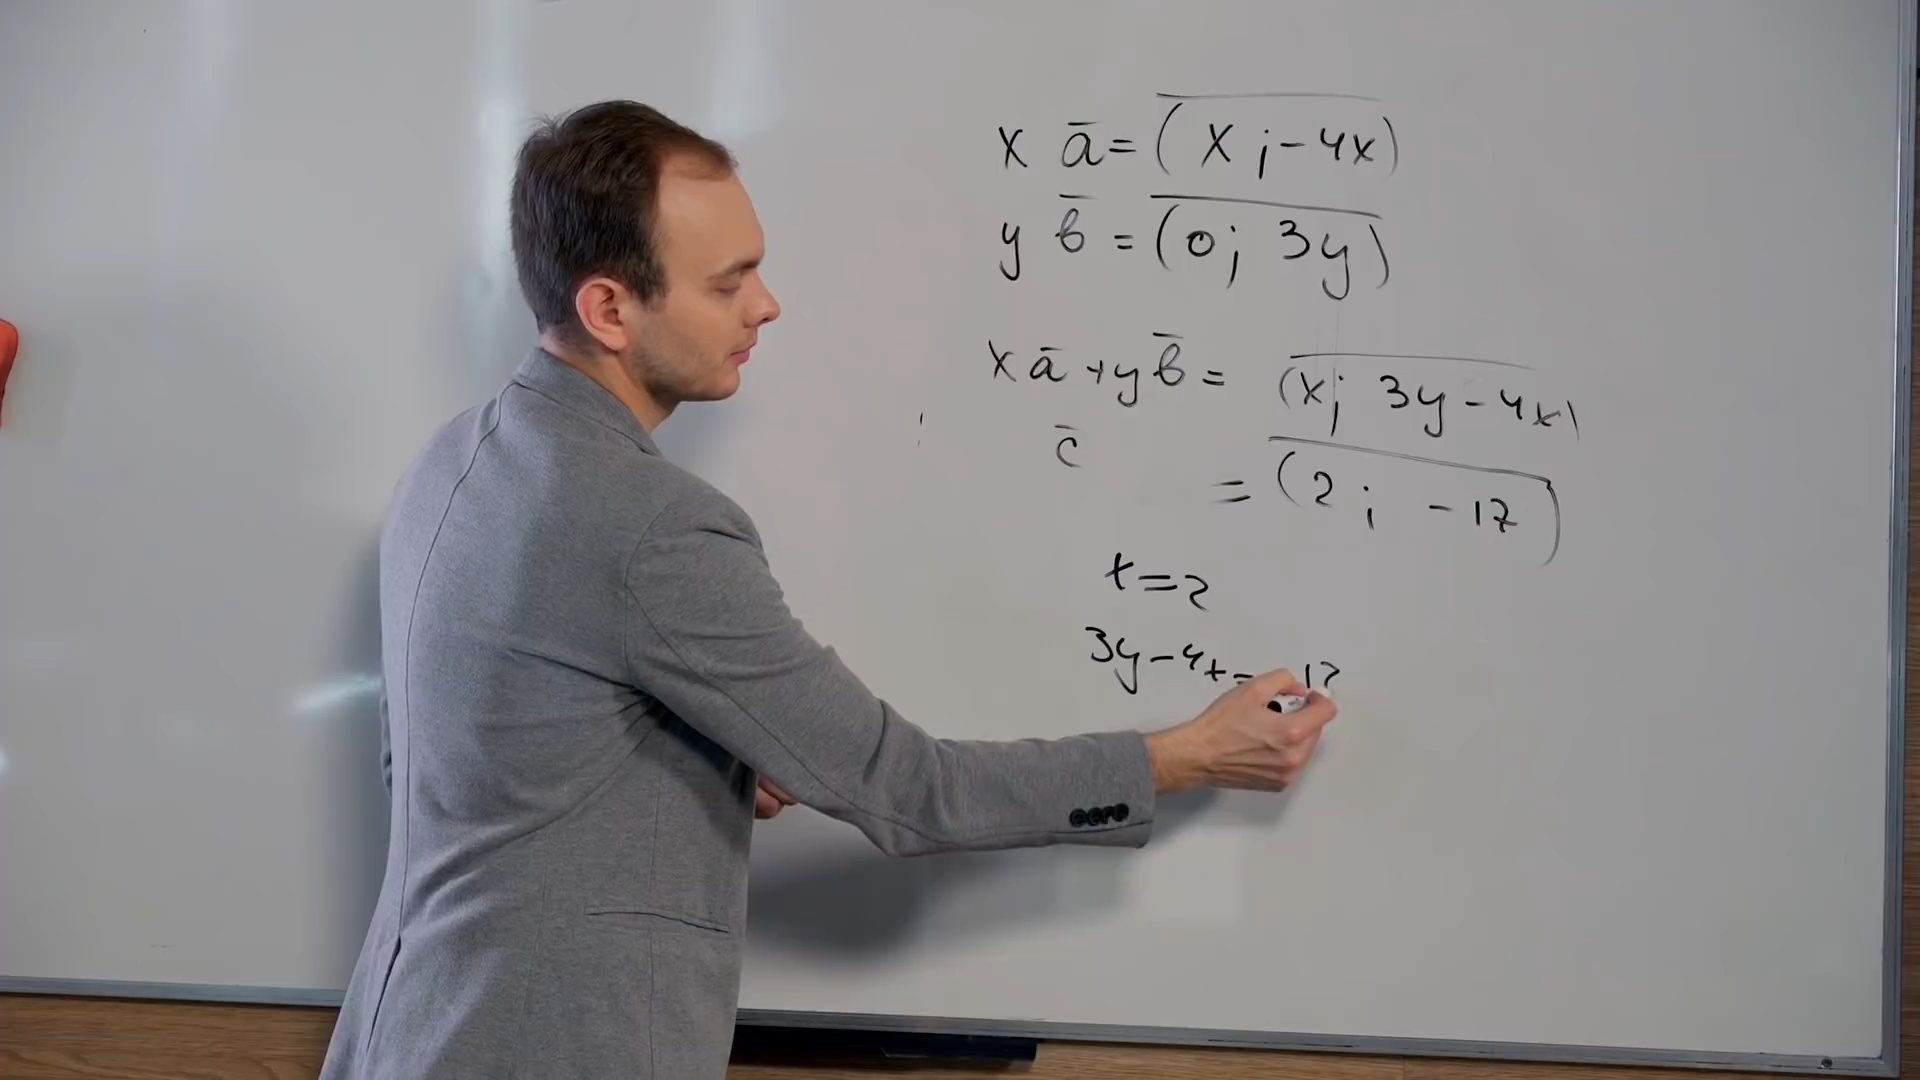 x a̅ = (x; -4x)
y b̅ = (0; 3y)
x a̅ + y b̅ = (x; 3y - 4x)
c̅
= (2; -17)
x = 2
3y - 4x = -17